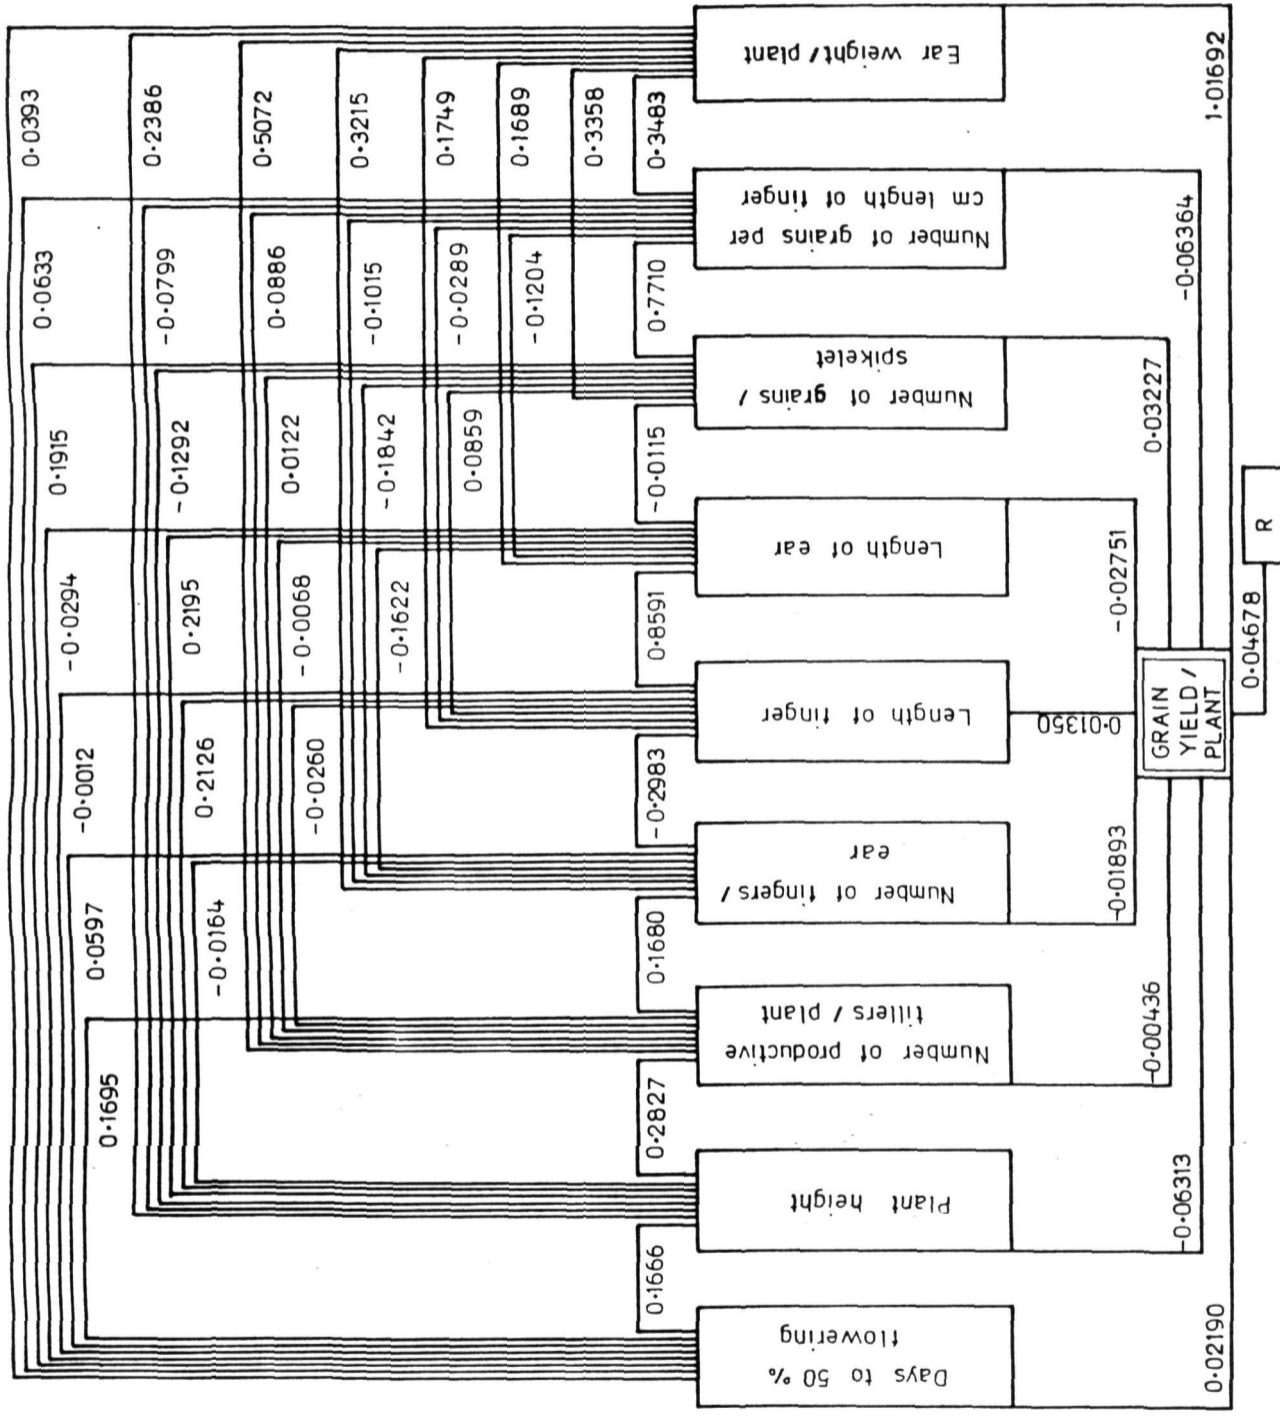 0.0393
0.2386
0.5072
0.3215
0.1749
0.1689
0.3358
0.3483
Ear weight/plant
1.01692
0.0633
-0.0799
0.0886
-0.1015
-0.0289
-0.1204
0.7710
Number of grains per
cm length of finger
-0.06364
0.1915
-0.1292
0.0122
-0.1842
0.0859
-0.0115
Number of grains /
spikelet
0.03227
-0.0294
0.2195
-0.0068
-0.1622
0.8591
Length of ear
-0.02751
-0.0012
0.2126
-0.0260
-0.2983
Length of finger
0.01350
0.0597
-0.0164
0.1680
Number of fingers /
ear
-0.01893
0.1695
0.2827
Number of productive
tillers / plant
-0.00436
0.1666
Plant height
-0.06313
Days to 50 %
flowering
0.02190
GRAIN
YIELD /
PLANT
0.04678
R